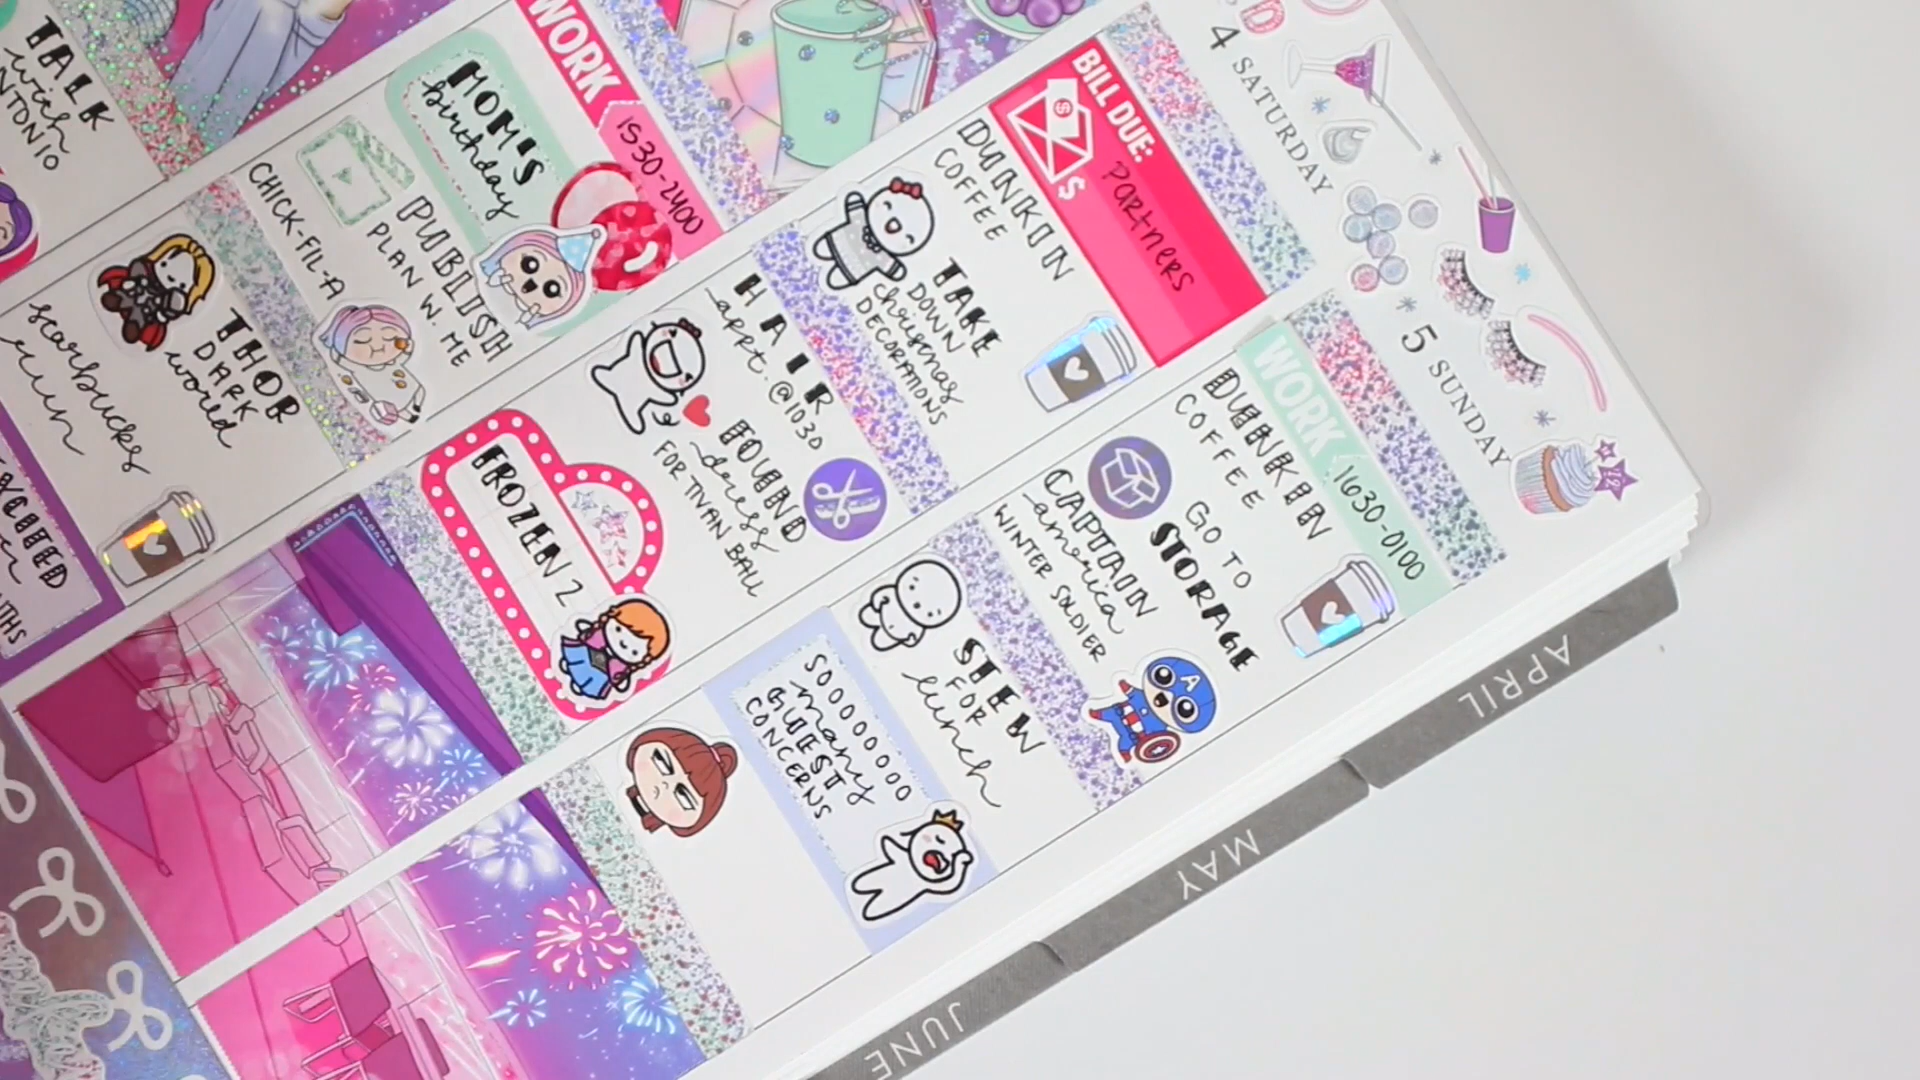 TALK
with
NTONIO
starbucks
run
THOR
DARK
world
WORK
1530-2400
MOM'S
birthday
PUBLISH
PLAN W. ME
CHICK-FIL-A
4 SATURDAY
BILL DUE:
$
$
Partners
DUNKIN
COFFEE
TAKE
DOWN
christmas
DECORATIONS
HAIR
appt. @1030
FOUND
dress
FOR TIVAN BALL
FROZEN 2
5 SUNDAY
WORK
1630-0100
DUNKIN
COFFEE
GO TO
STORAGE
CAPTAIN
america
WINTER SOLDIER
A
STEW
FOR
lunch
SOOOOOOOO
many
GUEST
CONCERNS
APRIL
MAY
JUNE